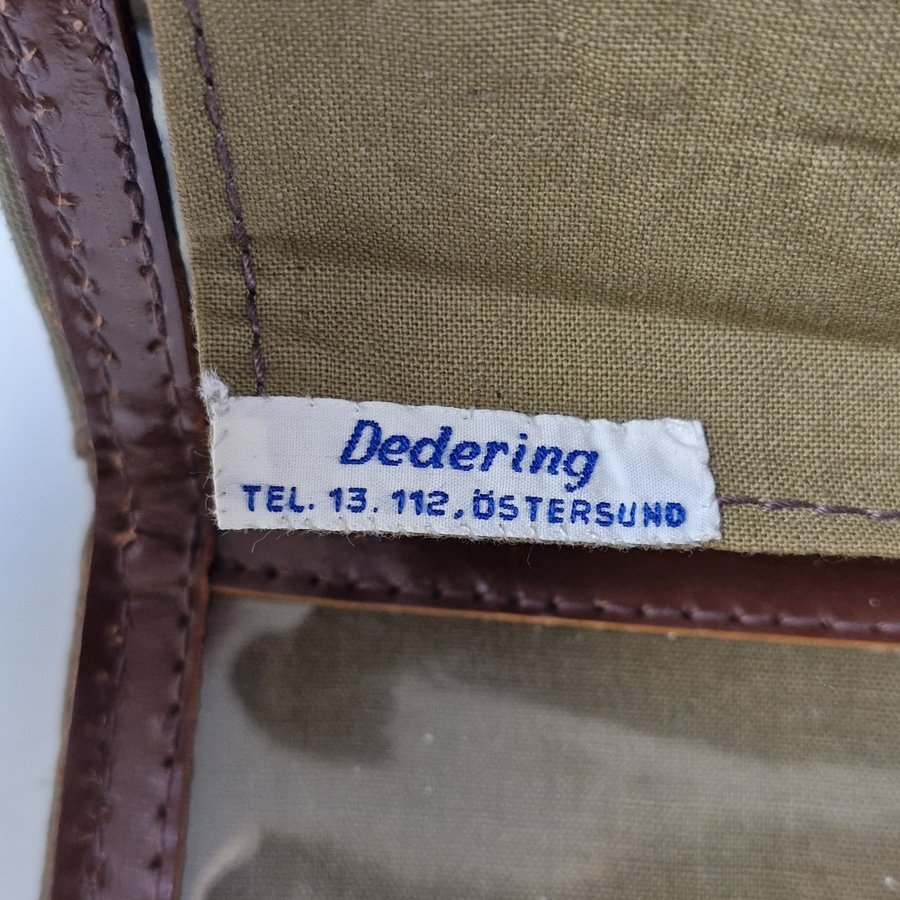 Dedering
TEL. 13. 112, ÖSTERSUND